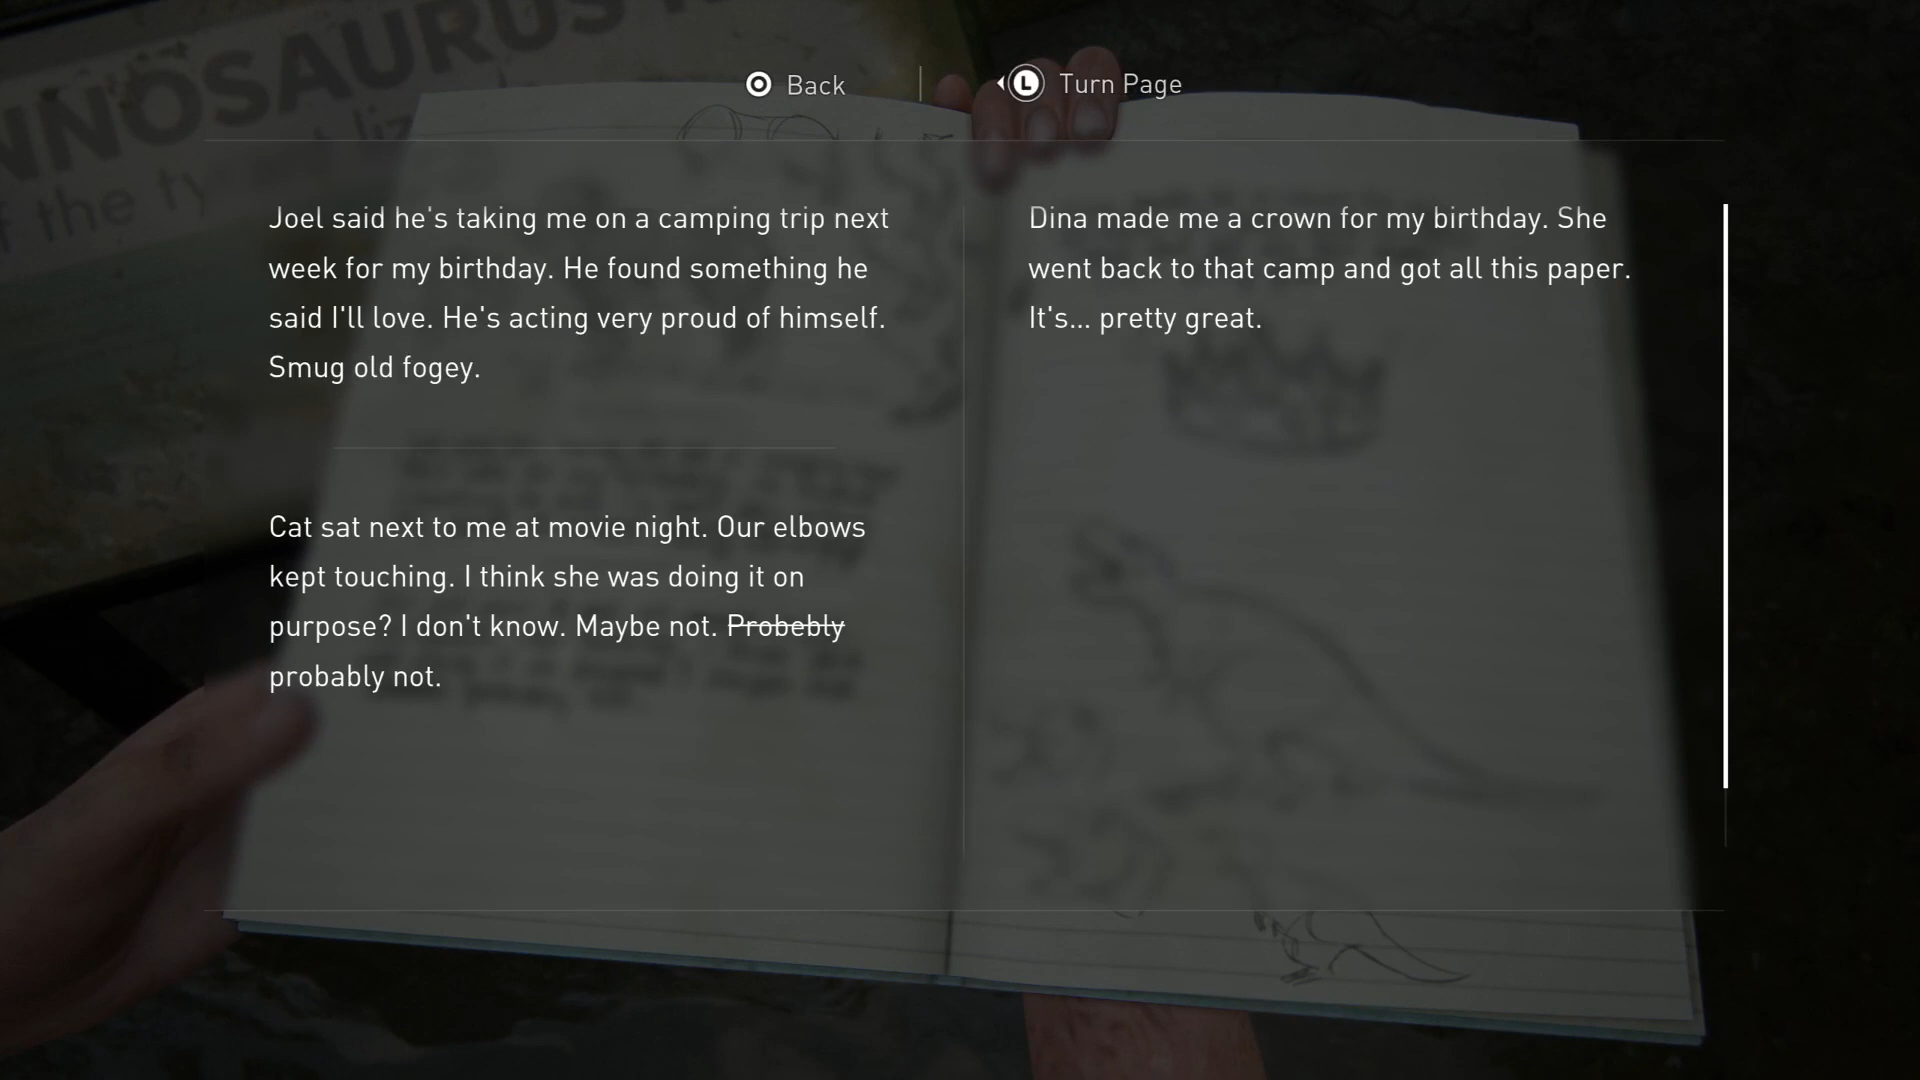 NNOSAURUS
f the ty
Back
L Turn Page
Joel said he's taking me on a camping trip next
week for my birthday. He found something he
said I'll love. He's acting very proud of himself.
Smug old fogey.
Cat sat next to me at movie night. Our elbows
kept touching. I think she was doing it on
purpose? I don't know. Maybe not. Probebly
probably not.
Dina made me a crown for my birthday. She
went back to that camp and got all this paper.
It's... pretty great.